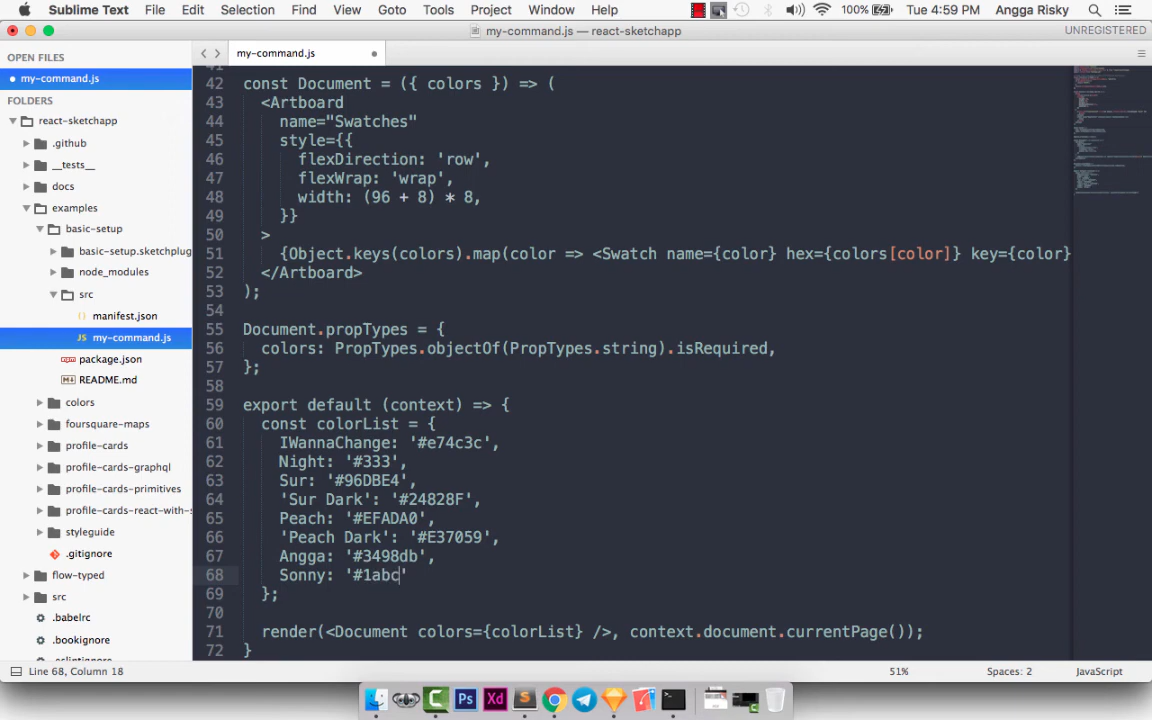 Sublime Text File Edit Selection Find View Goto Tools Project Window Help 100% Tue 4:59 PM Angga Risky
my-command.js — react-sketchapp UNREGISTERED
OPEN FILES
my-command.js
FOLDERS
react-sketchapp
.github
__tests__
docs
examples
basic-setup
basic-setup.sketchplug
node_modules
src
manifest.json
my-command.js
package.json
README.md
colors
foursquare-maps
profile-cards
profile-cards-graphql
profile-cards-primitives
profile-cards-react-with-s
styleguide
.gitignore
flow-typed
src
.babelrc
.bookignore
my-command.js
42 const Document = ({ colors }) => (
43 <Artboard
44 name="Swatches"
45 style={{
46 flexDirection: 'row',
47 flexWrap: 'wrap',
48 width: (96 + 8) * 8,
49 }}
50 >
51 {Object.keys(colors).map(color => <Swatch name={color} hex={colors[color]} key={color}
52 </Artboard>
53 );
54
55 Document.propTypes = {
56 colors: PropTypes.objectOf(PropTypes.string).isRequired,
57 };
58
59 export default (context) => {
60 const colorList = {
61 IWannaChange: '#e74c3c',
62 Night: '#333',
63 Sur: '#96DBE4',
64 'Sur Dark': '#24828F',
65 Peach: '#EFADA0',
66 'Peach Dark': '#E37059',
67 Angga: '#3498db',
68 Sonny: '#1abc'
69 };
70
71 render(<Document colors={colorList} />, context.document.currentPage());
72 }
Line 68, Column 18 51% Spaces: 2 JavaScript
Ps Xd